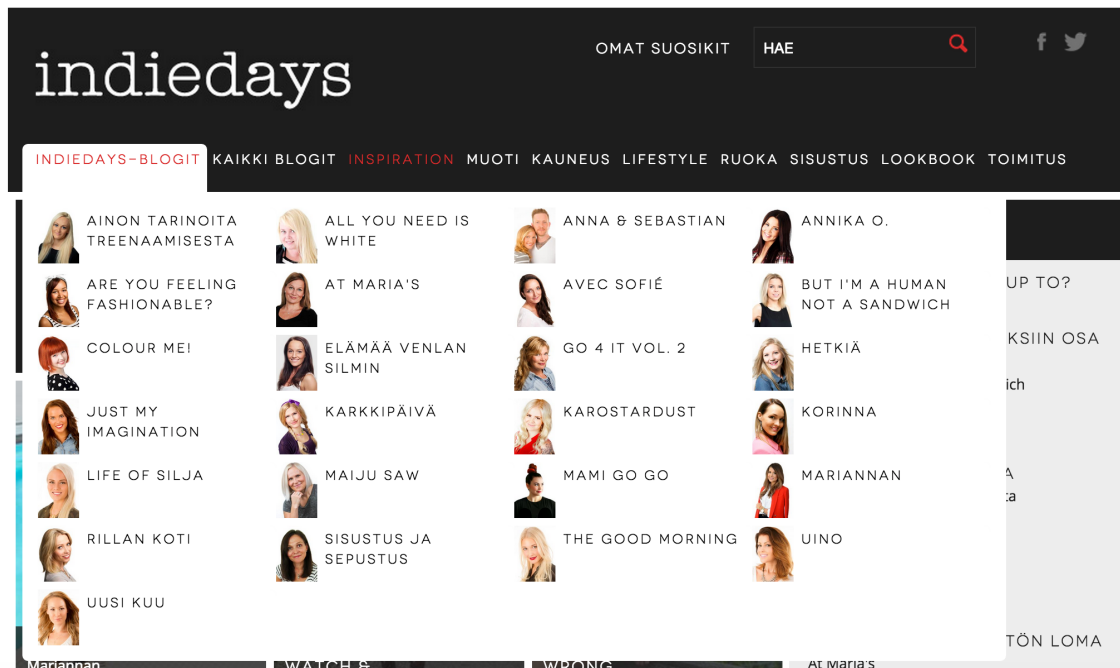 indiedays
OMAT SUOSIKIT
HAE
INDIEDAYS-BLOGIT KAIKKI BLOGIT INSPIRATION MUOTI KAUNEUS LIFESTYLE RUOKA SISUSTUS LOOKBOOK TOIMITUS
AINON TARINOITA
TREENAAMISESTA
ALL YOU NEED IS
WHITE
ANNA & SEBASTIAN
ANNIKA O.
ARE YOU FEELING
FASHIONABLE?
AT MARIA'S
AVEC SOFIÉ
BUT I'M A HUMAN
NOT A SANDWICH
COLOUR ME!
ELÄMÄÄ VENLAN
SILMIN
GO 4 IT VOL. 2
HETKIÄ
JUST MY
IMAGINATION
KARKKIPÄIVÄ
KAROSTARDUST
KORINNA
LIFE OF SILJA
MAIJU SAW
MAMI GO GO
MARIANNAN
RILLAN KOTI
SISUSTUS JA
SEPUSTUS
THE GOOD MORNING
UINO
UUSI KUU
UP TO?
KSIIN OSA
ich
A
ta
TÖN LOMA
Mariannan
WATCH &
WRONG
At Maria's